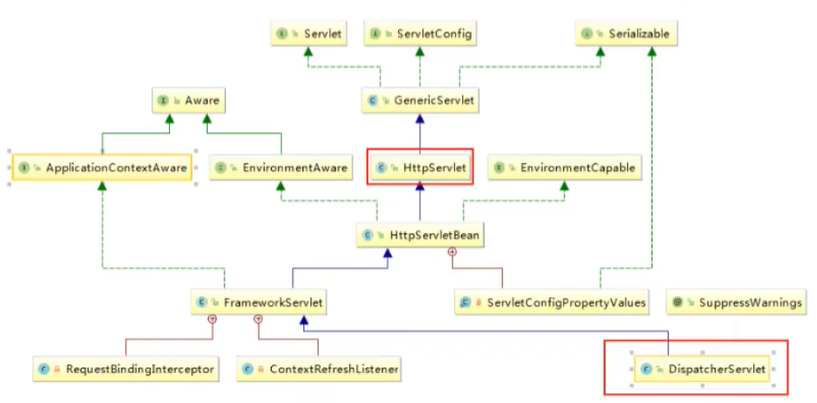 Servlet
ServletConfig
Serializable
Aware
GenericServlet
ApplicationContextAware
EnvironmentAware
HttpServlet
EnvironmentCapable
HttpServletBean
FrameworkServlet
ServletConfigPropertyValues
SuppressWarnings
RequestBindingInterceptor
ContextRefreshListener
DispatcherServlet